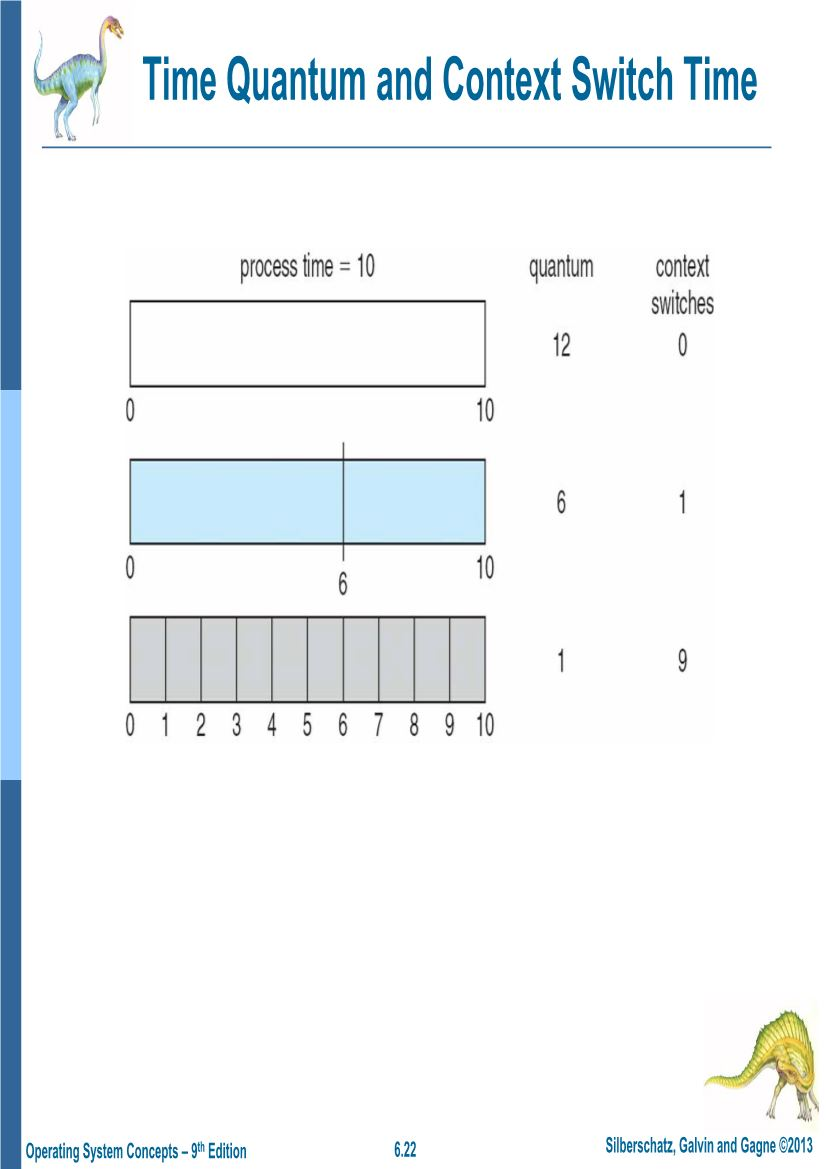 Time Quantum and Context Switch Time
process time = 10 quantum context
switches
12 0
0 10
6 1
0 6 10
1 9
0 1 2 3 4 5 6 7 8 9 10
Operating System Concepts – 9th Edition 6.22 Silberschatz, Galvin and Gagne ©2013